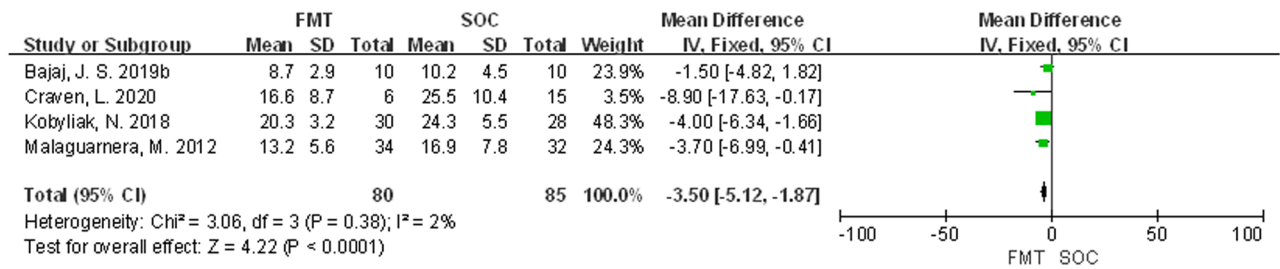 FMT SOC Mean Difference Mean Difference
Study or Subgroup Mean SD Total Mean SD Total Weight IV, Fixed, 95% CI IV, Fixed, 95% CI
Bajaj, J. S. 2019b 8.7 2.9 10 10.2 4.5 10 23.9% -1.50 [-4.82, 1.82]
Craven, L. 2020 16.6 8.7 6 25.5 10.4 15 3.5% -8.90 [-17.63, -0.17]
Kobyliak, N. 2018 20.3 3.2 30 24.3 5.5 28 48.3% -4.00 [-6.34, -1.66]
Malaguarnera, M. 2012 13.2 5.6 34 16.9 7.8 32 24.3% -3.70 [-6.99, -0.41]
Total (95% CI) 80 85 100.0% -3.50 [-5.12, -1.87]
Heterogeneity: Chi² = 3.06, df = 3 (P = 0.38); I² = 2%
Test for overall effect: Z = 4.22 (P < 0.0001)
-100 -50 0 50 100
FMT SOC